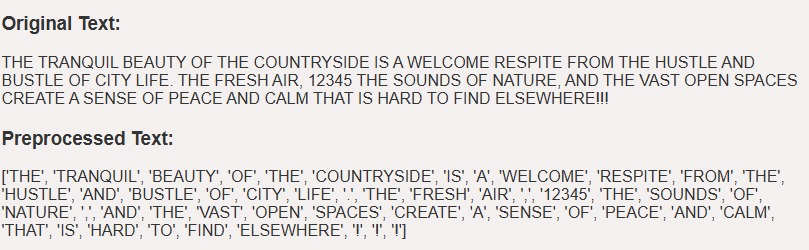 Original Text:
THE TRANQUIL BEAUTY OF THE COUNTRYSIDE IS A WELCOME RESPITE FROM THE HUSTLE AND
BUSTLE OF CITY LIFE. THE FRESH AIR, 12345 THE SOUNDS OF NATURE, AND THE VAST OPEN SPACES
CREATE A SENSE OF PEACE AND CALM THAT IS HARD TO FIND ELSEWHERE!!!
Preprocessed Text:
['THE', 'TRANQUIL', 'BEAUTY', 'OF', 'THE', 'COUNTRYSIDE', 'IS', 'A', 'WELCOME', 'RESPITE', 'FROM', 'THE',
'HUSTLE', 'AND', 'BUSTLE', 'OF', 'CITY', 'LIFE', '.', 'THE', 'FRESH', 'AIR', ',', '12345', 'THE', 'SOUNDS', 'OF',
'NATURE', ',', 'AND', 'THE', 'VAST', 'OPEN', 'SPACES', 'CREATE', 'A', 'SENSE', 'OF', 'PEACE', 'AND', 'CALM',
'THAT', 'IS', 'HARD', 'TO', 'FIND', 'ELSEWHERE', '!', '!', '!']